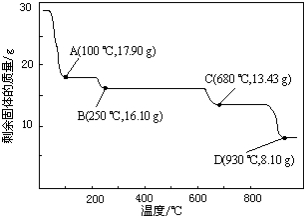 剩余固体的质量/g
30
20
10
A(100 ℃,17.90 g)
B(250 ℃,16.10 g)
C(680 ℃,13.43 g)
D(930 ℃,8.10 g)
0 200 400 600 800
温度/℃